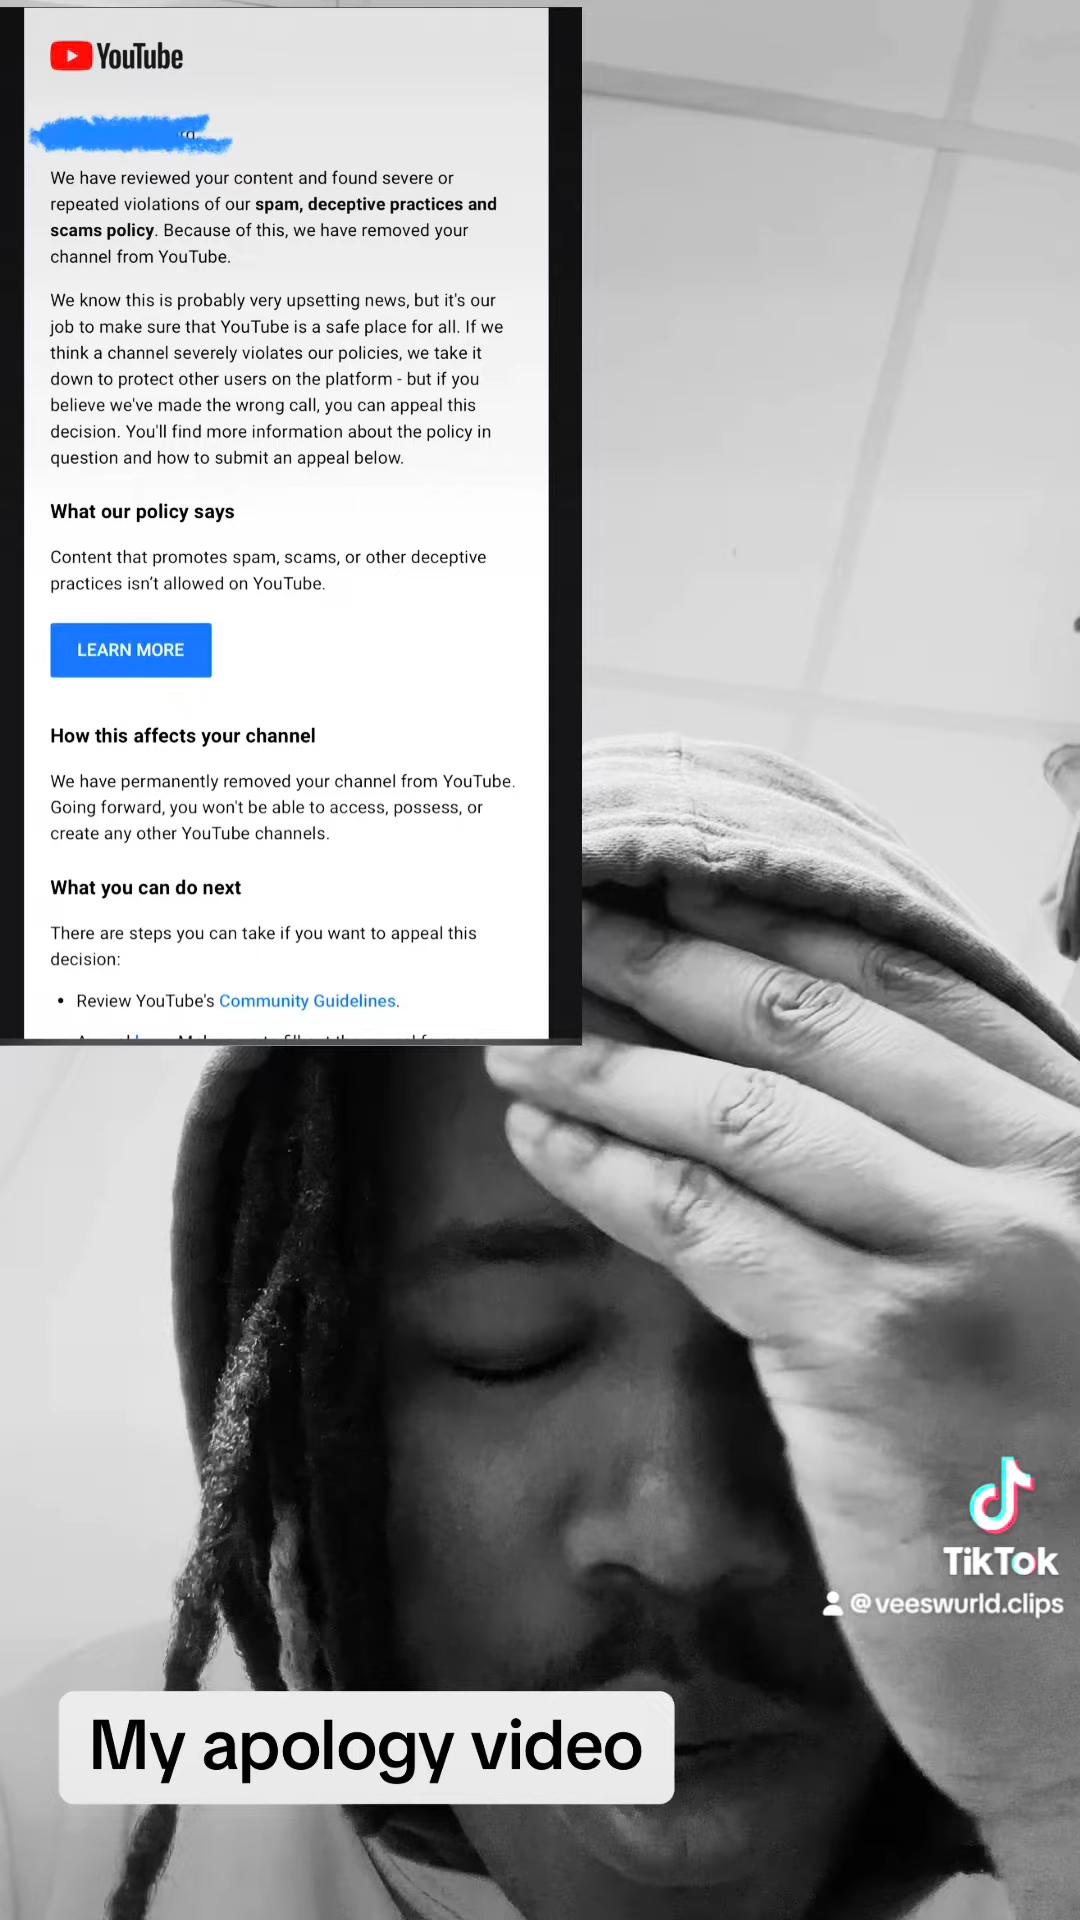 YouTube
We have reviewed your content and found severe or
repeated violations of our spam, deceptive practices and
scams policy. Because of this, we have removed your
channel from YouTube.
We know this is probably very upsetting news, but it's our
job to make sure that YouTube is a safe place for all. If we
think a channel severely violates our policies, we take it
down to protect other users on the platform - but if you
believe we've made the wrong call, you can appeal this
decision. You'll find more information about the policy in
question and how to submit an appeal below.
What our policy says
Content that promotes spam, scams, or other deceptive
practices isn’t allowed on YouTube.
LEARN MORE
How this affects your channel
We have permanently removed your channel from YouTube.
Going forward, you won't be able to access, possess, or
create any other YouTube channels.
What you can do next
There are steps you can take if you want to appeal this
decision:
• Review YouTube's Community Guidelines.
TikTok
@veeswurld.clips
My apology video